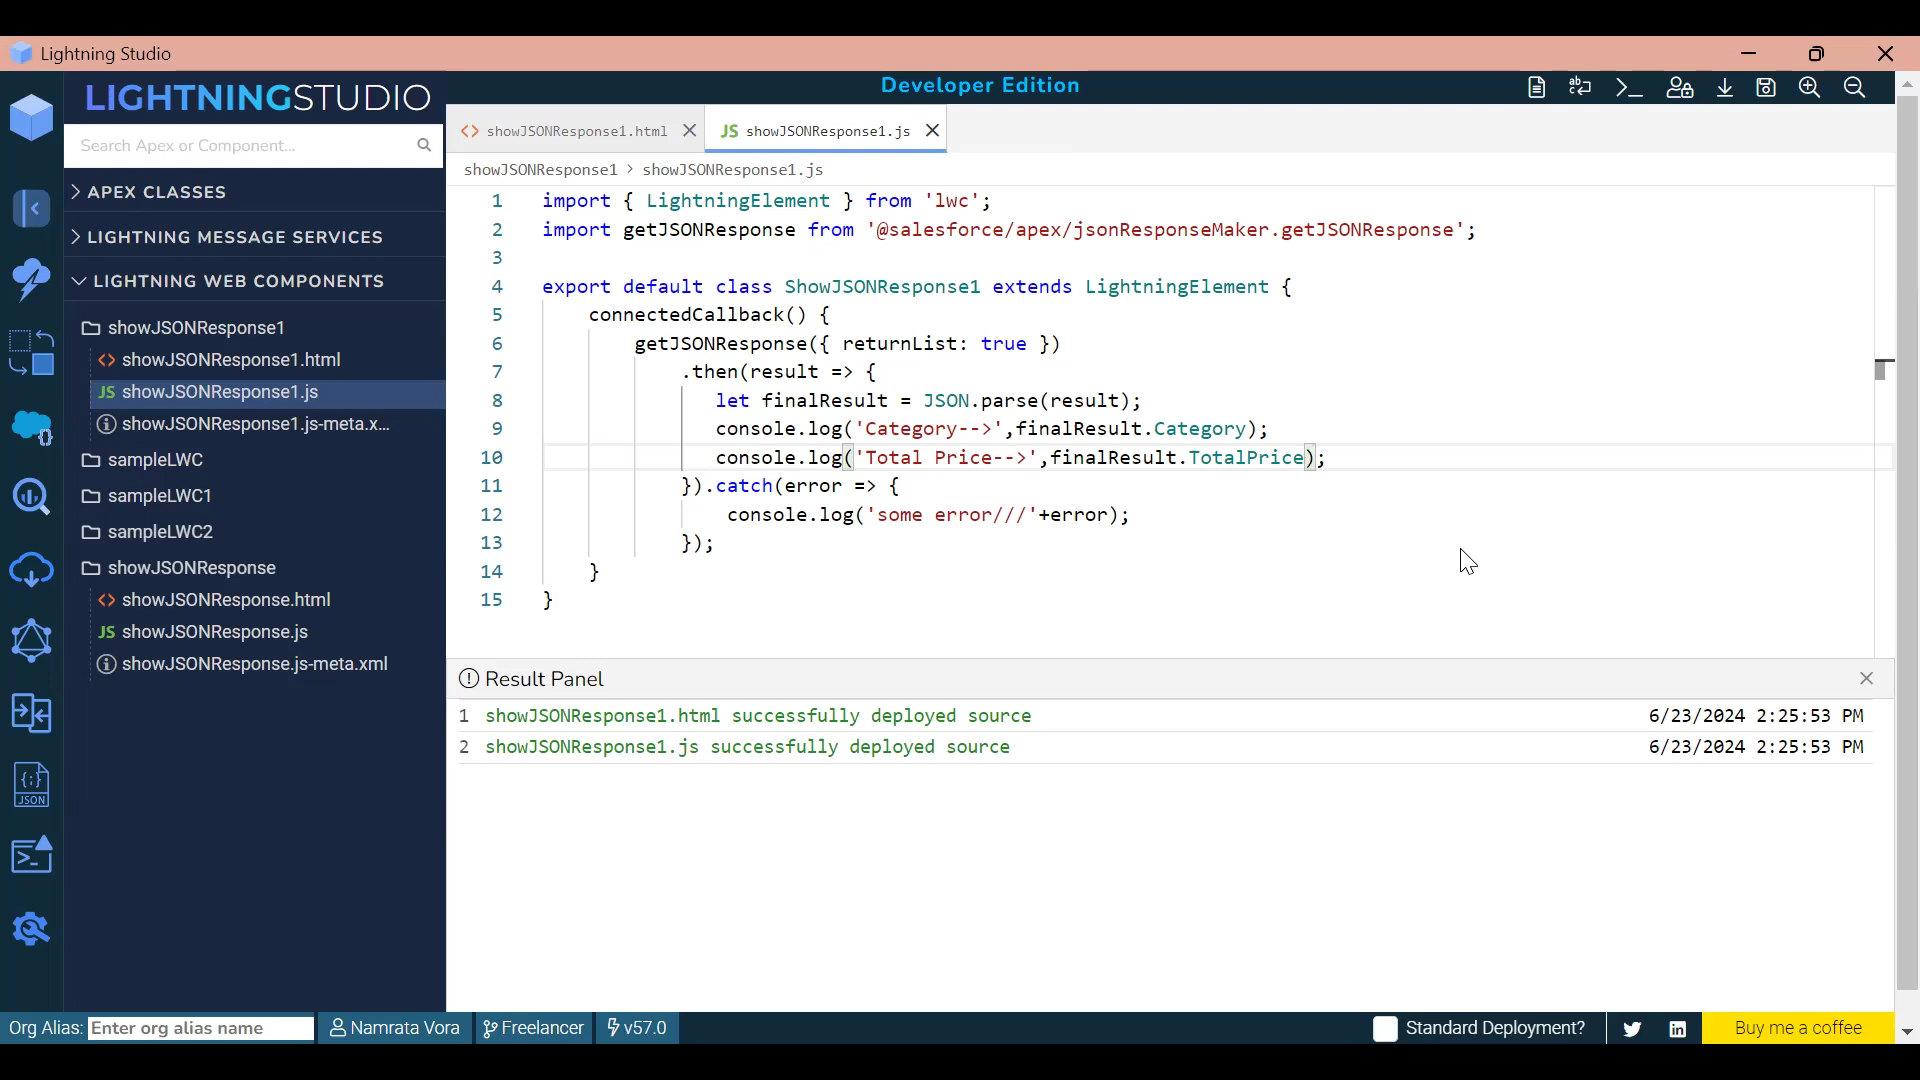 Lightning Studio
LIGHTNINGSTUDIO
Developer Edition
Search Apex or Component...
APEX CLASSES
LIGHTNING MESSAGE SERVICES
LIGHTNING WEB COMPONENTS
showJSONResponse1
<> showJSONResponse1.html
JS showJSONResponse1.js
showJSONResponse1.js-meta.x...
sampleLWC
sampleLWC1
sampleLWC2
showJSONResponse
<> showJSONResponse.html
JS showJSONResponse.js
showJSONResponse.js-meta.xml
JSON
<> showJSONResponse1.html
JS showJSONResponse1.js
showJSONResponse1 > showJSONResponse1.js
1 import { LightningElement } from 'lwc';
2 import getJSONResponse from '@salesforce/apex/jsonResponseMaker.getJSONResponse';
3
4 export default class ShowJSONResponse1 extends LightningElement {
5 connectedCallback() {
6 getJSONResponse({ returnList: true })
7 .then(result => {
8 let finalResult = JSON.parse(result);
9 console.log('Category-->',finalResult.Category);
10 console.log('Total Price-->',finalResult.TotalPrice);
11 }).catch(error => {
12 console.log('some error///'+error);
13 });
14 }
15 }
Result Panel
1 showJSONResponse1.html successfully deployed source 6/23/2024 2:25:53 PM
2 showJSONResponse1.js successfully deployed source 6/23/2024 2:25:53 PM
Org Alias: Enter org alias name Namrata Vora Freelancer v57.0 Standard Deployment? Buy me a coffee